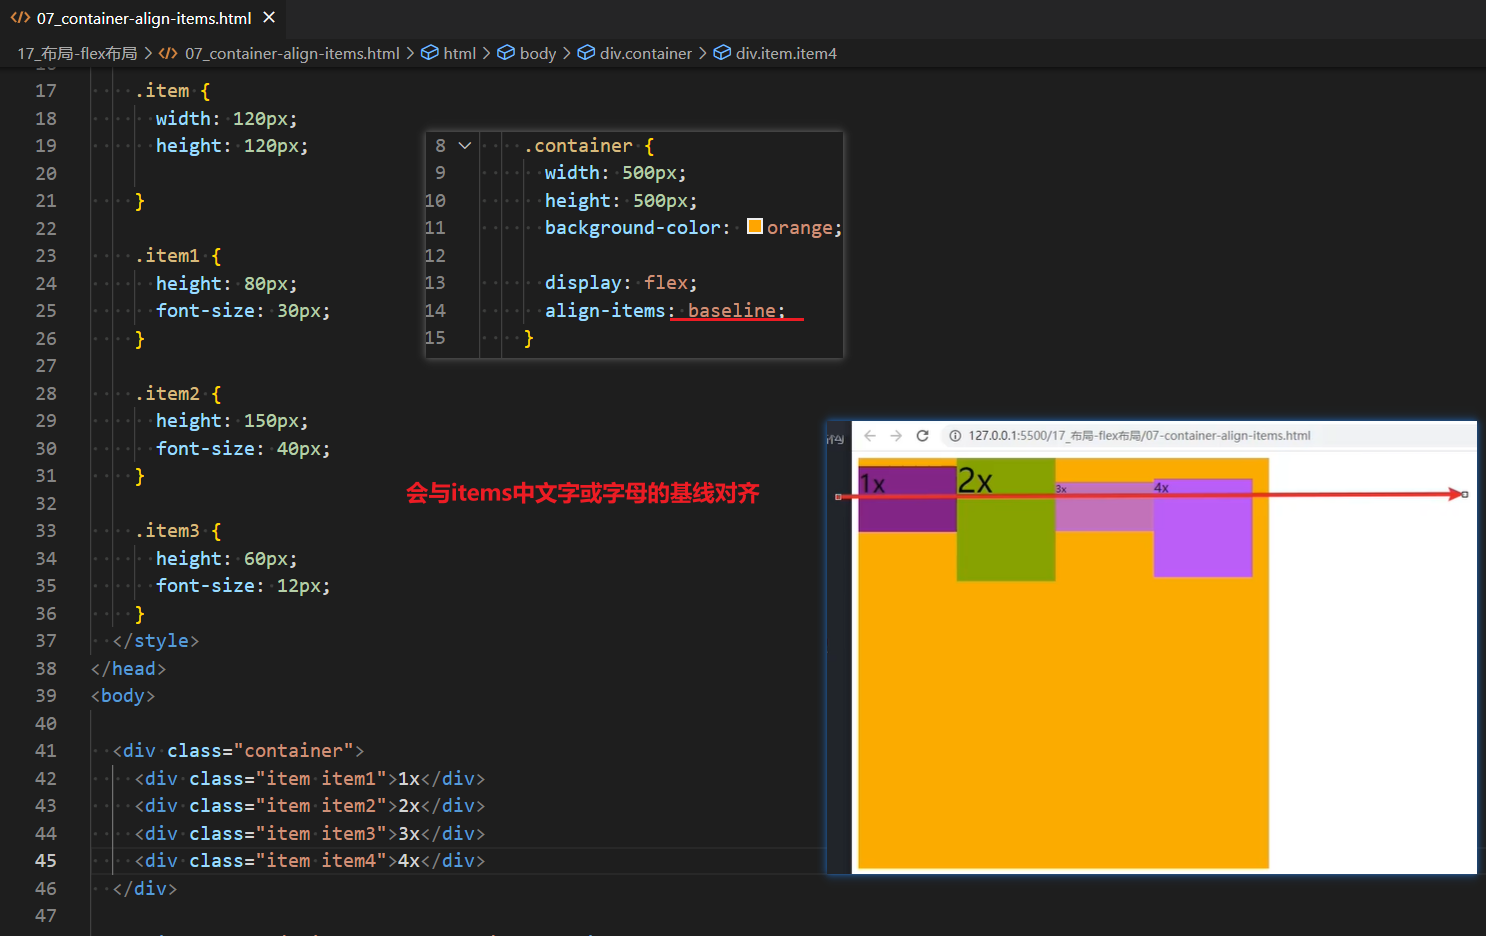 07_container-align-items.html
17_布局-flex布局 > 07_container-align-items.html > html > body > div.container > div.item.item4
17 .item {
18 width: 120px;
19 height: 120px;
20
21 }
22
23 .item1 {
24 height: 80px;
25 font-size: 30px;
26 }
27
28 .item2 {
29 height: 150px;
30 font-size: 40px;
31 }
32
33 .item3 {
34 height: 60px;
35 font-size: 12px;
36 }
37 </style>
38 </head>
39 <body>
40
41 <div class="container">
42 <div class="item item1">1x</div>
43 <div class="item item2">2x</div>
44 <div class="item item3">3x</div>
45 <div class="item item4">4x</div>
46 </div>
47
8 .container {
9 width: 500px;
10 height: 500px;
11 background-color: orange;
12
13 display: flex;
14 align-items: baseline;
15 }
会与items中文字或字母的基线对齐
127.0.0.1:5500/17_布局-flex布局/07-container-align-items.html
1x
2x
3x
4x